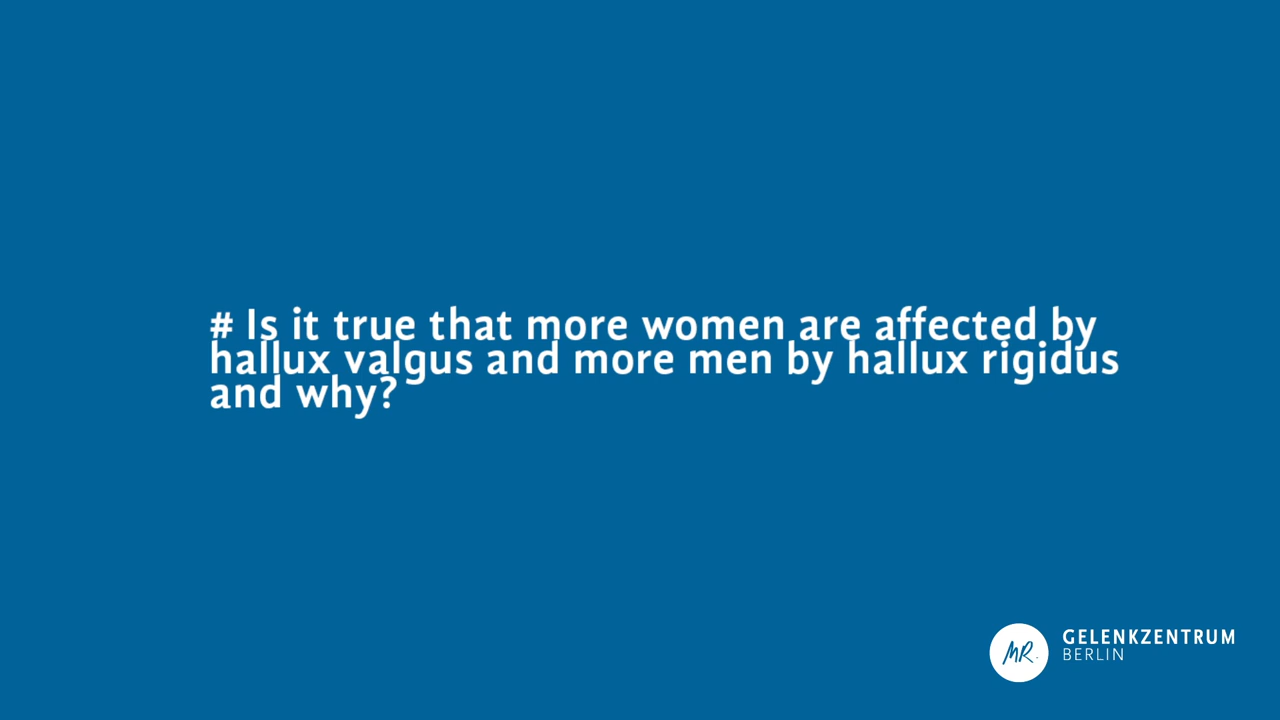 # Is it true that more women are affected by
hallux valgus and more men by hallux rigidus
and why?
MR.
GELENKZENTRUM
BERLIN